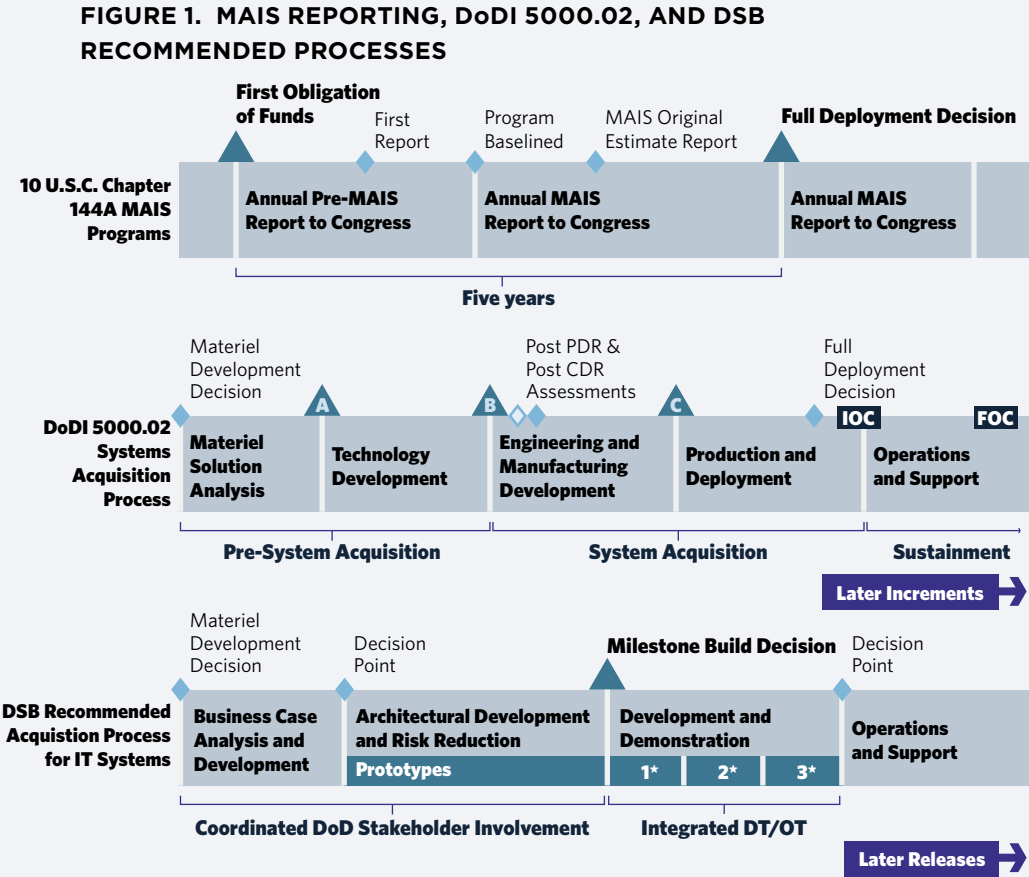 FIGURE 1. MAIS REPORTING, DoDI 5000.02, AND DSB
RECOMMENDED PROCESSES
First Obligation
of Funds
First
Report
Program
Baselined
MAIS Original
Estimate Report
Full Deployment Decision
10 U.S.C. Chapter
144A MAIS
Programs
Annual Pre-MAIS
Report to Congress
Annual MAIS
Report to Congress
Annual MAIS
Report to Congress
Five years
Materiel
Development
Decision
A
B
Post PDR &
Post CDR
Assessments
C
Full
Deployment
Decision
IOC
FOC
DoDI 5000.02
Systems
Acquisition
Process
Materiel
Solution
Analysis
Technology
Development
Engineering and
Manufacturing
Development
Production and
Deployment
Operations
and Support
Pre-System Acquisition
System Acquisition
Sustainment
Later Increments
Materiel
Development
Decision
Decision
Point
Milestone Build Decision
Decision
Point
DSB Recommended
Acquistion Process
for IT Systems
Business Case
Analysis and
Development
Architectural Development
and Risk Reduction
Prototypes
Development and
Demonstration
1*
2*
3*
Operations
and Support
Coordinated DoD Stakeholder Involvement
Integrated DT/OT
Later Releases